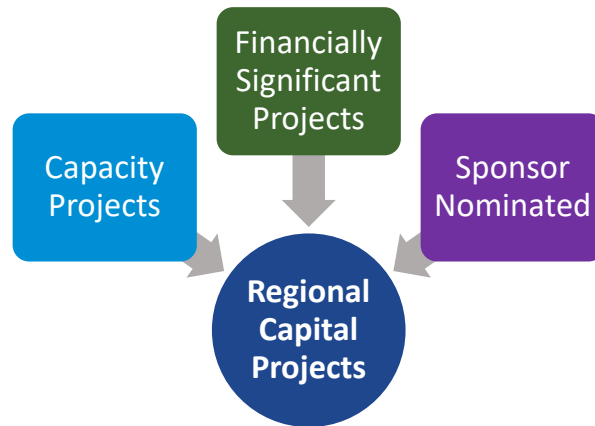 Financially
Significant
Projects
Capacity
Projects
Sponsor
Nominated
Regional
Capital
Projects